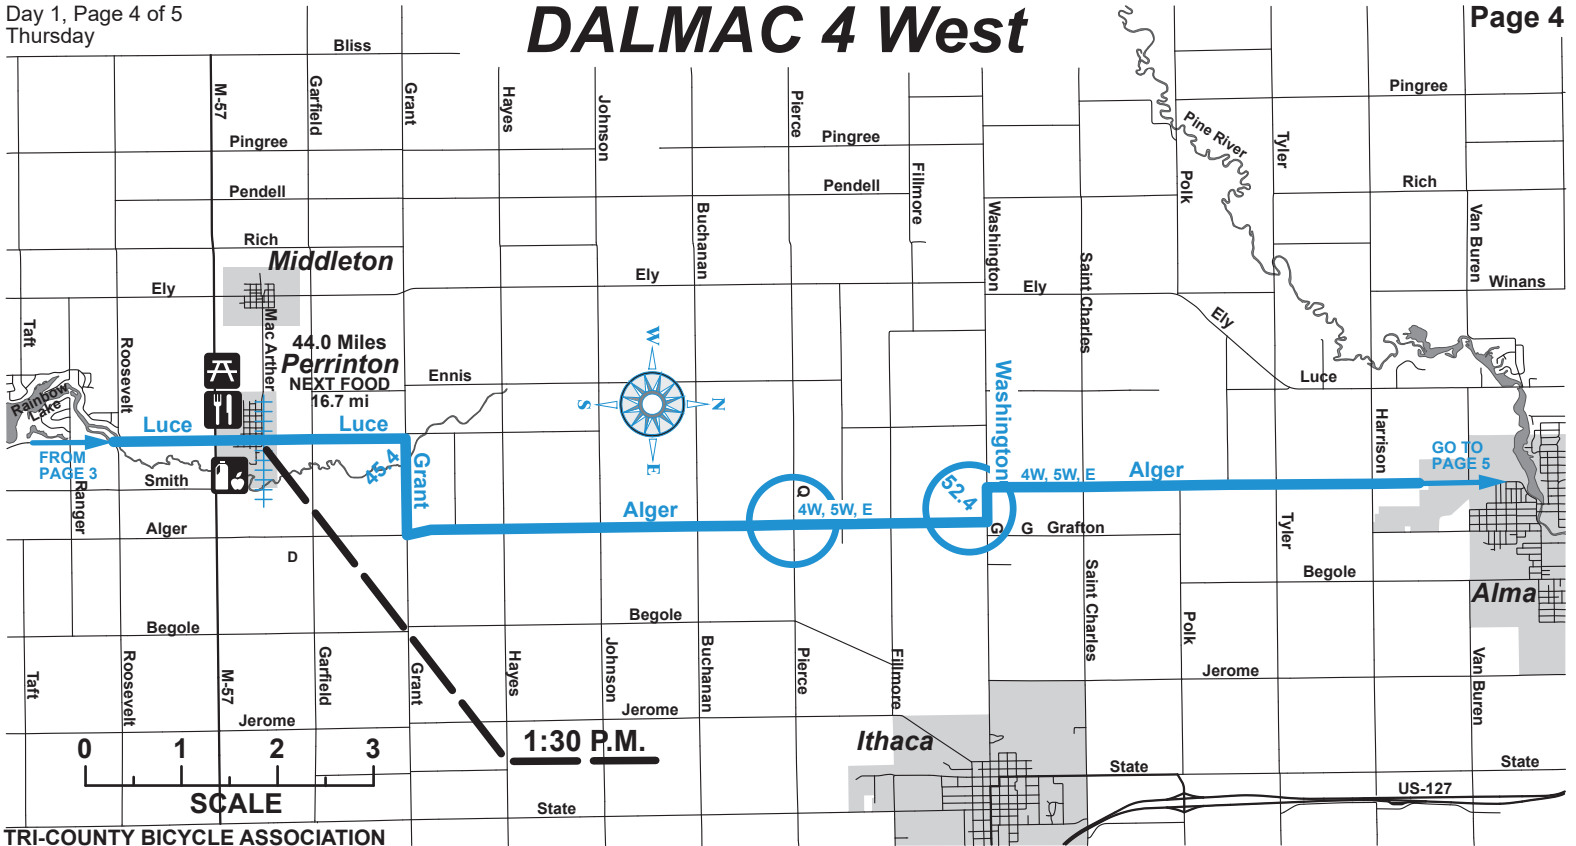 Day 1, Page 4 of 5
Thursday
DALMAC 4 West
Page 4
Bliss
M-57
Garfield
Grant
Hayes
Johnson
Pierce
Pingree
Pingree
Pingree
Pine River
Tyler
Polk
Fillmore
Pendell
Pendell
Rich
Buchanan
Washington
Van Buren
Rich
Middleton
Ely
Ely
Ely
Saint Charles
Winans
Ely
Taft
Roosevelt
Mac Arther
44.0 Miles
Perrinton
NEXT FOOD
16.7 mi
Ennis
W
N
S
E
Washington
Luce
Harrison
Rainbow
Lake
Luce
Luce
FROM
PAGE 3
45.4
Grant
Smith
Ranger
Alger
Alger
Q
4W, 5W, E
52.4
4W, 5W, E
Alger
GO TO
PAGE 5
G
G
Grafton
Tyler
D
Begole
Begole
Begole
Saint Charles
Alma
Polk
Taft
Roosevelt
M-57
Garfield
Grant
Hayes
Johnson
Buchanan
Pierce
Fillmore
Jerome
Van Buren
Jerome
Jerome
1:30 P.M.
Ithaca
State
State
0 1 2 3
SCALE
State
US-127
TRI-COUNTY BICYCLE ASSOCIATION